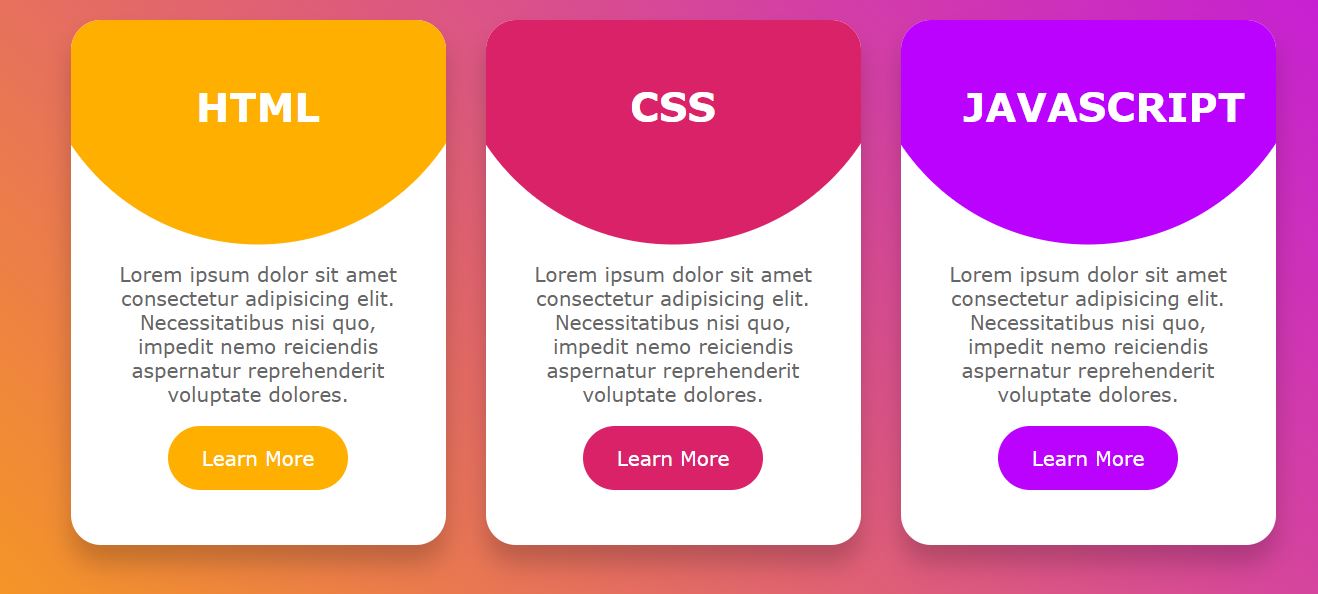 HTML
Lorem ipsum dolor sit amet
consectetur adipisicing elit.
Necessitatibus nisi quo,
impedit nemo reiciendis
aspernatur reprehenderit
voluptate dolores.
Learn More
CSS
Lorem ipsum dolor sit amet
consectetur adipisicing elit.
Necessitatibus nisi quo,
impedit nemo reiciendis
aspernatur reprehenderit
voluptate dolores.
Learn More
JAVASCRIPT
Lorem ipsum dolor sit amet
consectetur adipisicing elit.
Necessitatibus nisi quo,
impedit nemo reiciendis
aspernatur reprehenderit
voluptate dolores.
Learn More